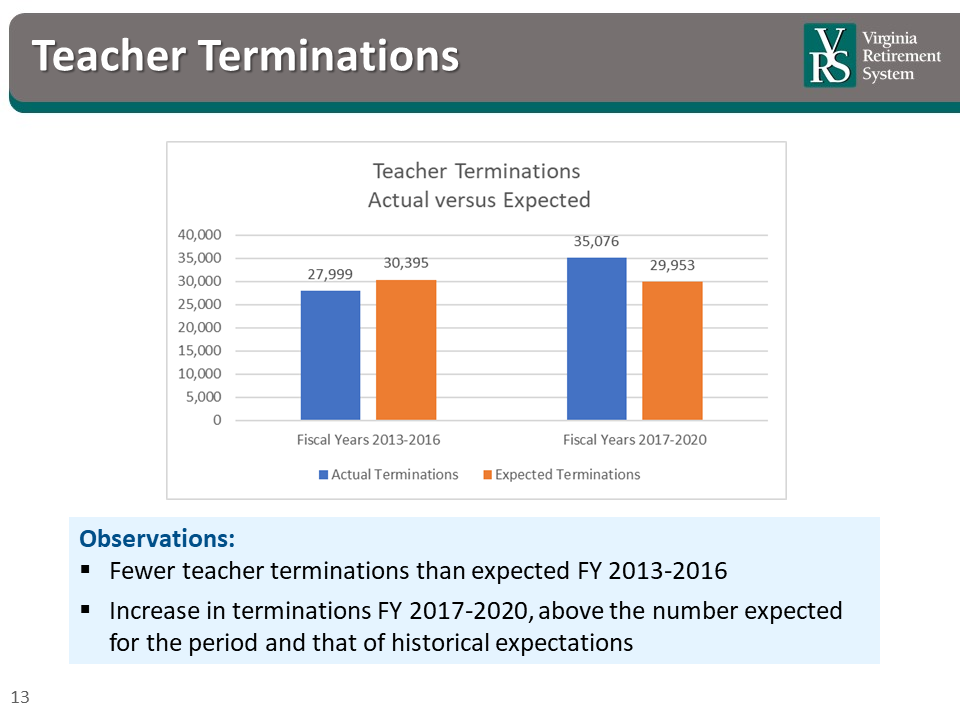 Teacher Terminations
VRS
Virginia
Retirement
System
Teacher Terminations
Actual versus Expected
40,000
35,000
30,000
25,000
20,000
15,000
10,000
5,000
0
27,999
30,395
35,076
29,953
Fiscal Years 2013-2016
Fiscal Years 2017-2020
Actual Terminations
Expected Terminations
Observations:
▪ Fewer teacher terminations than expected FY 2013-2016
▪ Increase in terminations FY 2017-2020, above the number expected
for the period and that of historical expectations
13